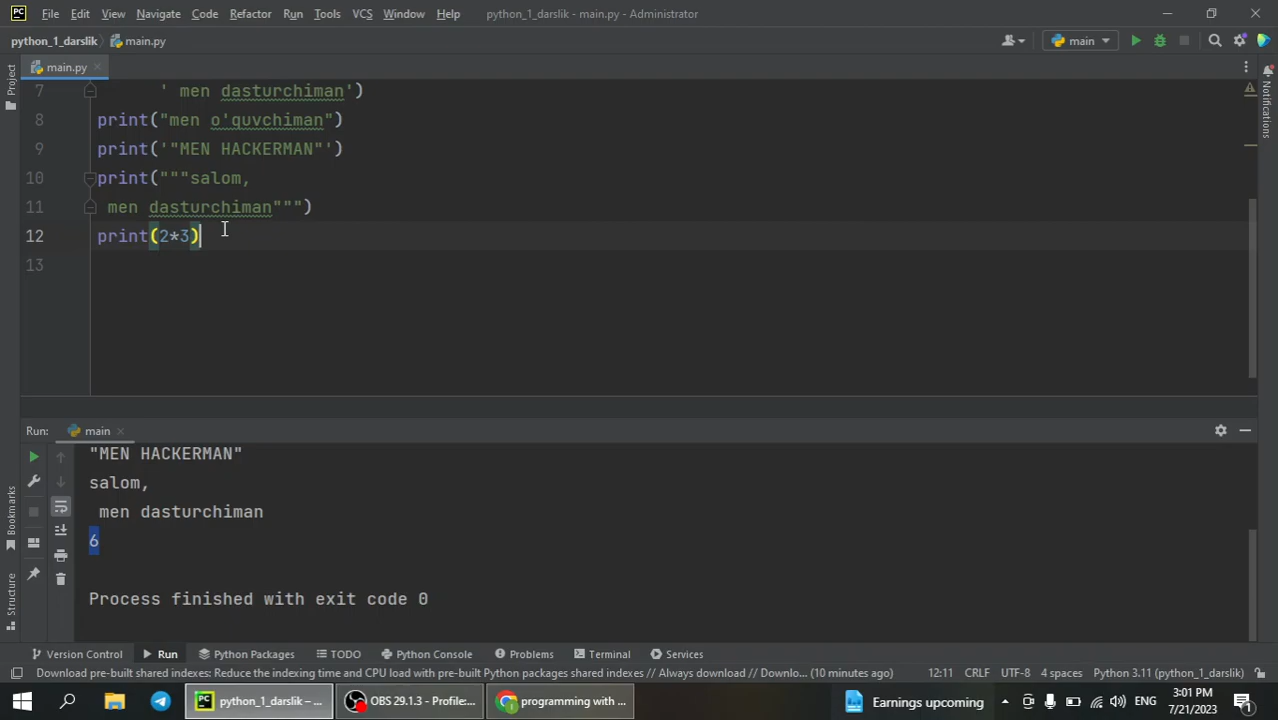 PC File Edit View Navigate Code Refactor Run Tools VCS Window Help python_1_darslik - main.py - Administrator
python_1_darslik main.py main
Project
main.py
Notifications
7 ' men dasturchiman')
8 print("men o'quvchiman")
9 print('"MEN HACKERMAN"')
10 print("""salom,
11 men dasturchiman""")
12 print(2*3)
13
Run: main
"MEN HACKERMAN"
salom,
men dasturchiman
6
Process finished with exit code 0
Bookmarks
Structure
Version Control Run Python Packages TODO Python Console Problems Terminal Services
Download pre-built shared indexes: Reduce the indexing time and CPU load with pre-built Python packages shared indexes // Always download // Downlo... (10 minutes ago) 12:11 CRLF UTF-8 4 spaces Python 3.11 (python_1_darslik)
PC python_1_darslik – ... OBS 29.1.3 - Profile:... programming with ... Earnings upcoming ENG 3:01 PM
7/21/2023 1